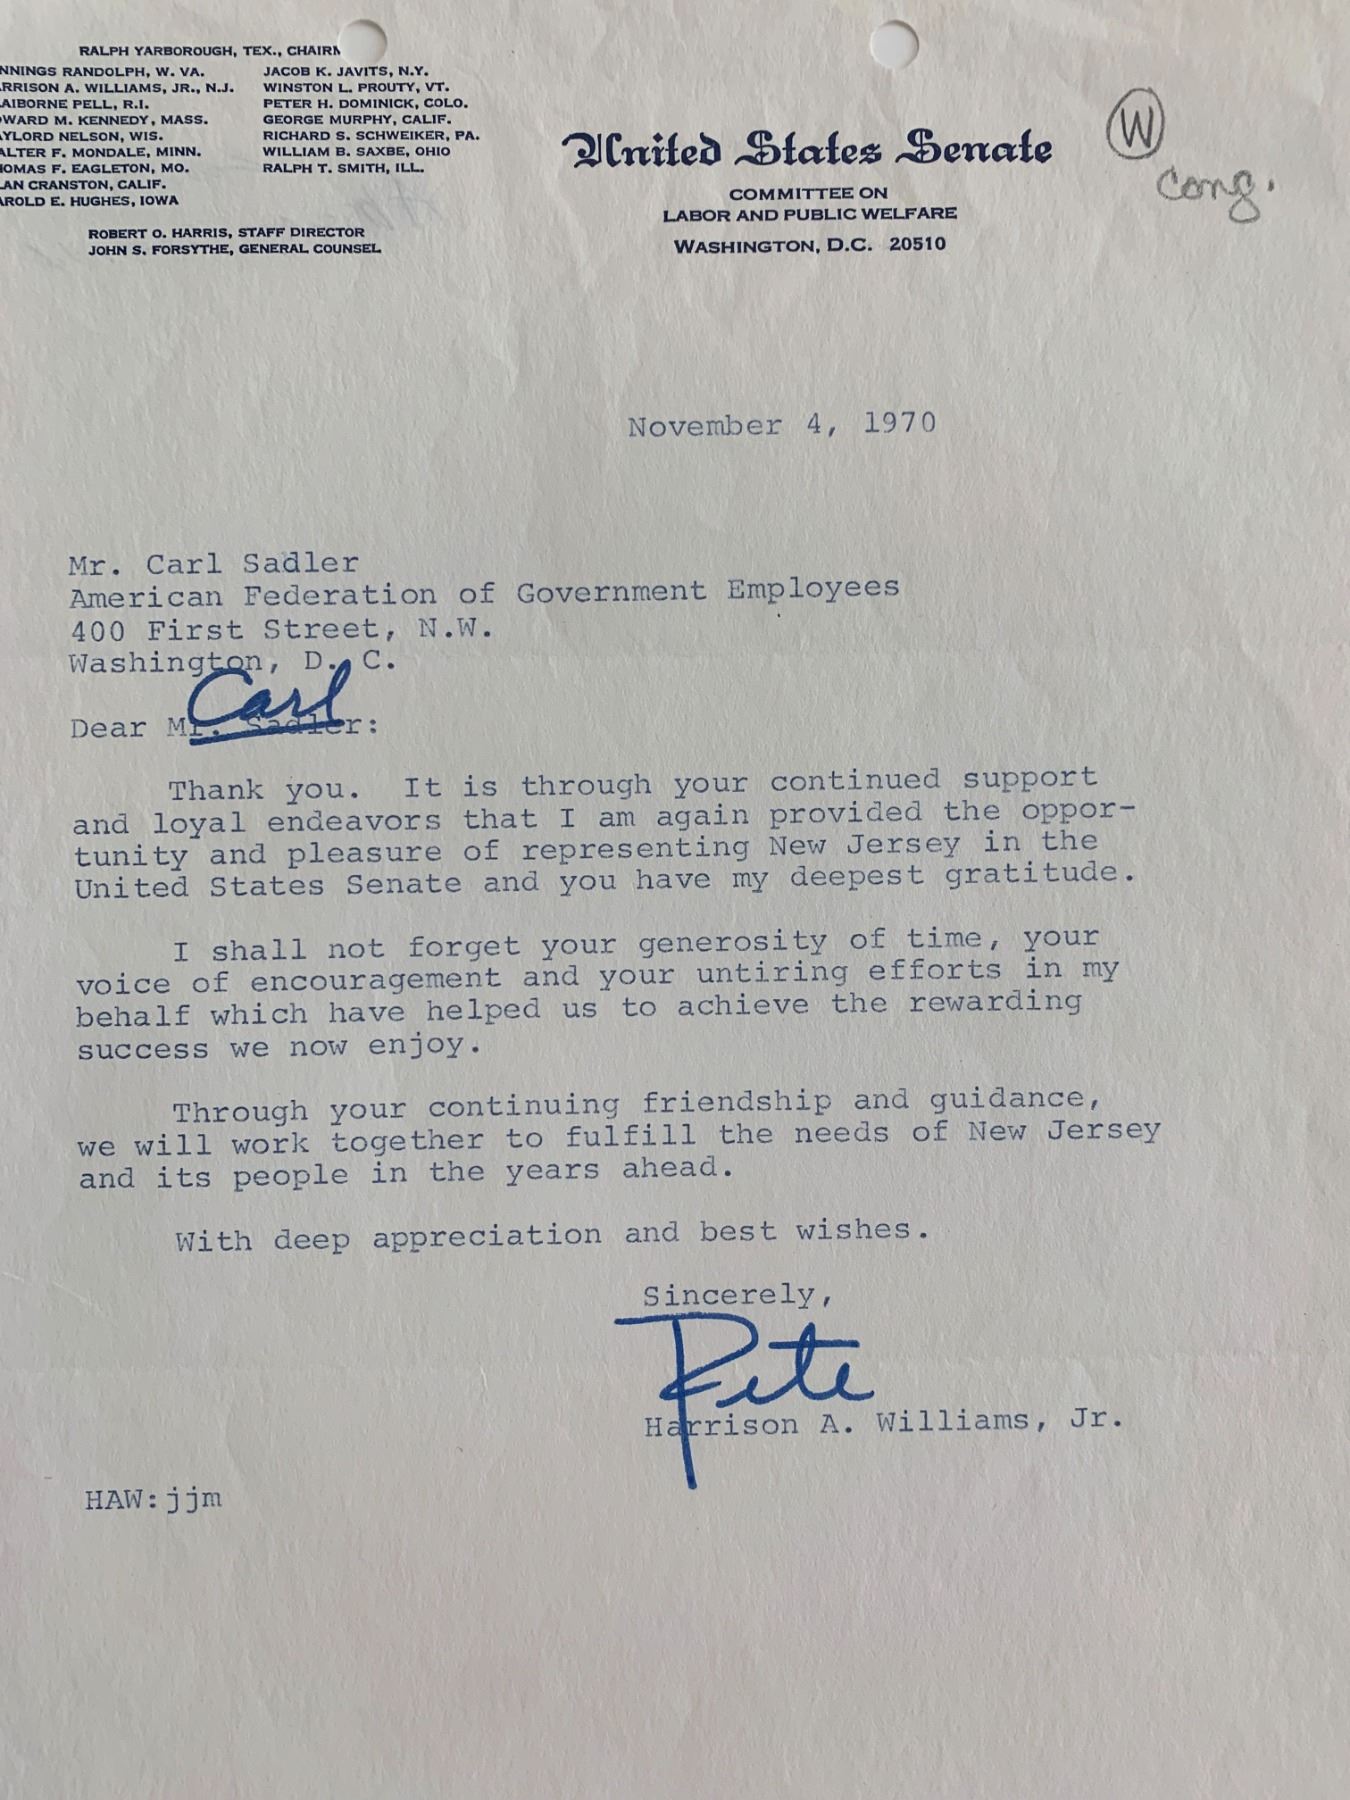 RALPH YARBOROUGH, TEX., CHAIRM
NNINGS RANDOLPH, W. VA.
RRISON A. WILLIAMS, JR., N.J.
AIBORNE PELL, R.I.
WARD M. KENNEDY, MASS.
YLORD NELSON, WIS.
ALTER F. MONDALE, MINN.
HOMAS F. EAGLETON, MO.
LAN CRANSTON, CALIF.
AROLD E. HUGHES, IOWA
JACOB K. JAVITS, N.Y.
WINSTON L. PROUTY, VT.
PETER H. DOMINICK, COLO.
GEORGE MURPHY, CALIF.
RICHARD S. SCHWEIKER, PA.
WILLIAM B. SAXBE, OHIO
RALPH T. SMITH, ILL.
ROBERT O. HARRIS, STAFF DIRECTOR
JOHN S. FORSYTHE, GENERAL COUNSEL
United States Senate
COMMITTEE ON
LABOR AND PUBLIC WELFARE
WASHINGTON, D.C. 20510
W
Cong.
November 4, 1970
Mr. Carl Sadler
American Federation of Government Employees
400 First Street, N.W.
Washington, D. C.
Carl
Dear Mr. Sadler:
Thank you. It is through your continued support
and loyal endeavors that I am again provided the oppor-
tunity and pleasure of representing New Jersey in the
United States Senate and you have my deepest gratitude.
I shall not forget your generosity of time, your
voice of encouragement and your untiring efforts in my
behalf which have helped us to achieve the rewarding
success we now enjoy.
Through your continuing friendship and guidance,
we will work together to fulfill the needs of New Jersey
and its people in the years ahead.
With deep appreciation and best wishes.
Sincerely,
Pete
Harrison A. Williams, Jr.
HAW:jjm